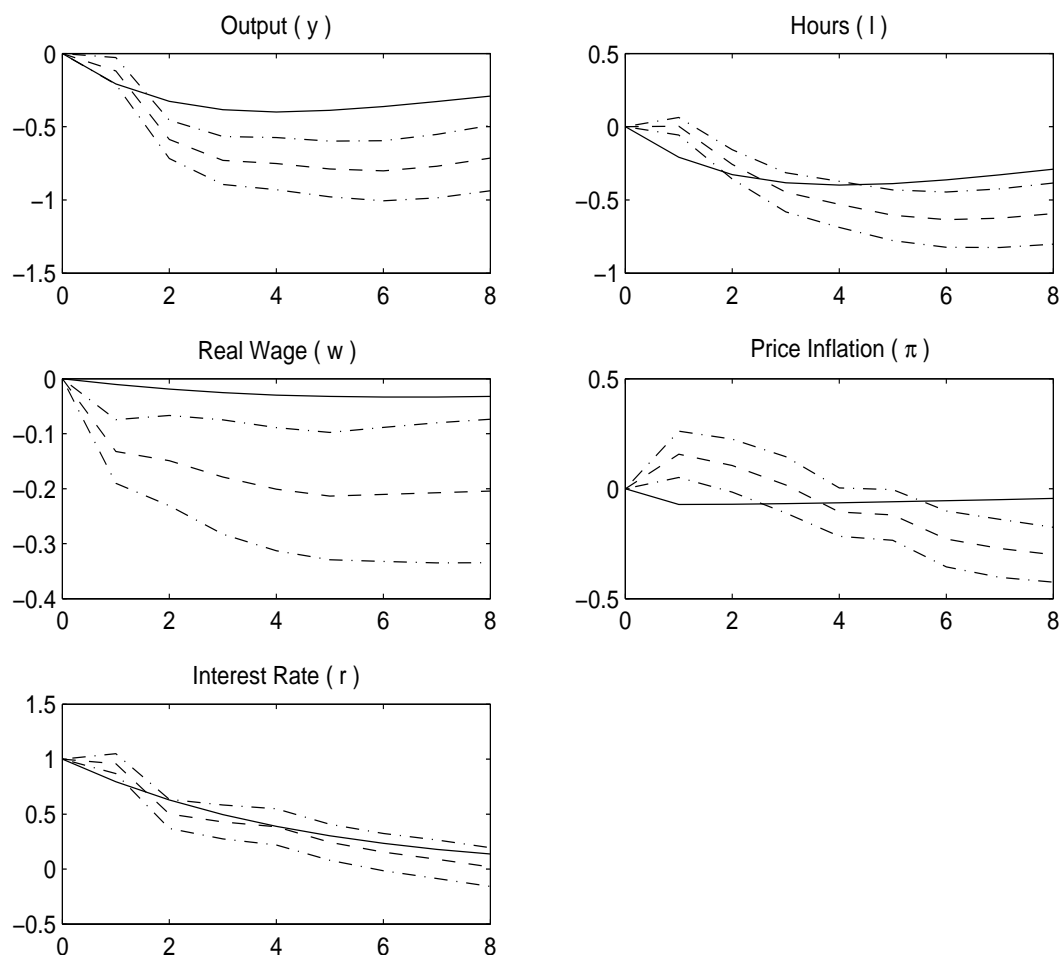 Output ( y )
0
−0.5
−1
−1.5
0 2 4 6 8
Hours ( l )
0.5
0
−0.5
−1
0 2 4 6 8
Real Wage ( w )
0
−0.1
−0.2
−0.3
−0.4
0 2 4 6 8
Price Inflation ( π )
0.5
0
−0.5
0 2 4 6 8
Interest Rate ( r )
1.5
1
0.5
0
−0.5
0 2 4 6 8